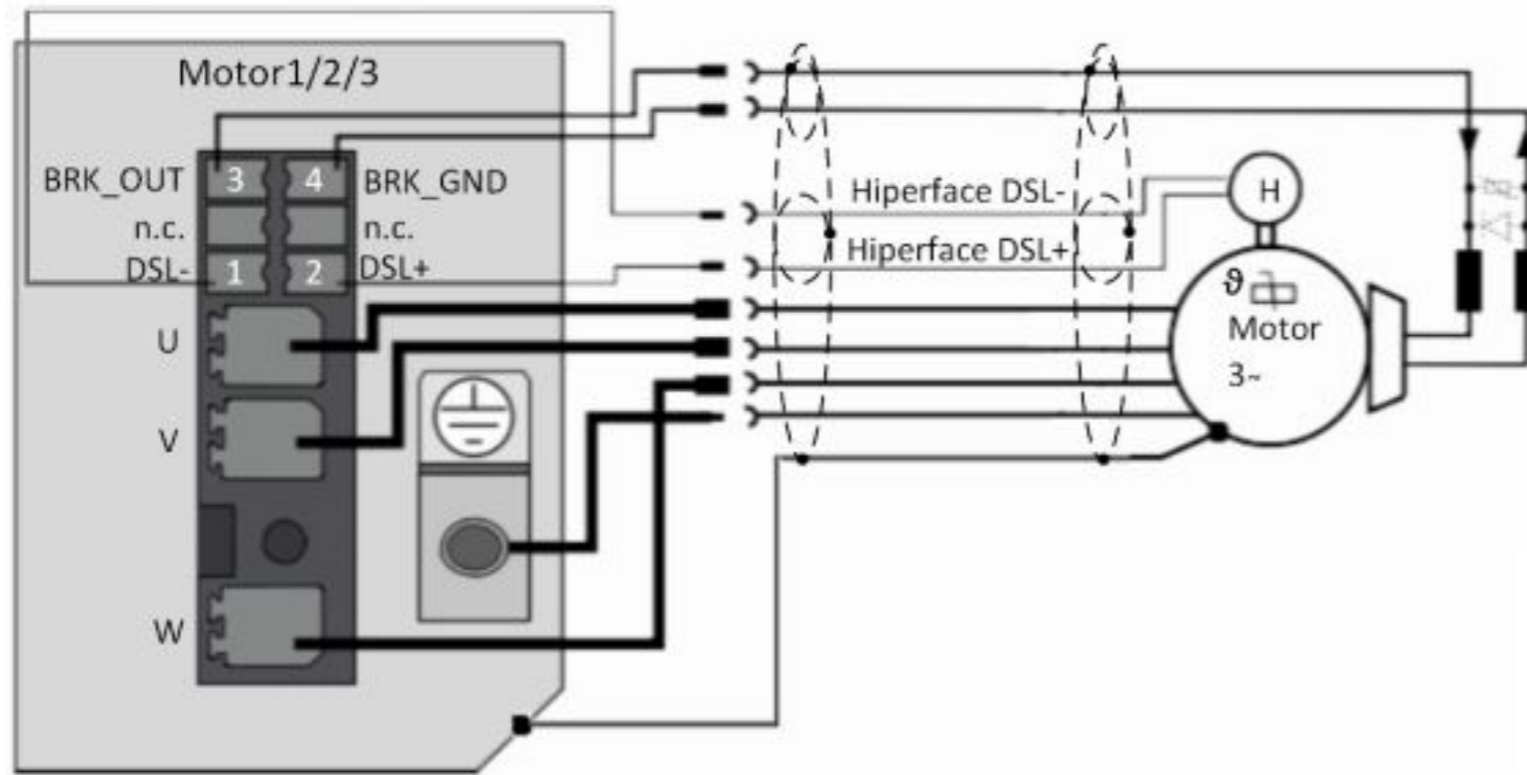 Motor1/2/3
BRK_OUT 3 4 BRK_GND
n.c. n.c.
DSL- 1 2 DSL+
U
V
W
Hiperface DSL-
Hiperface DSL+
H
ϑ
Motor
3~